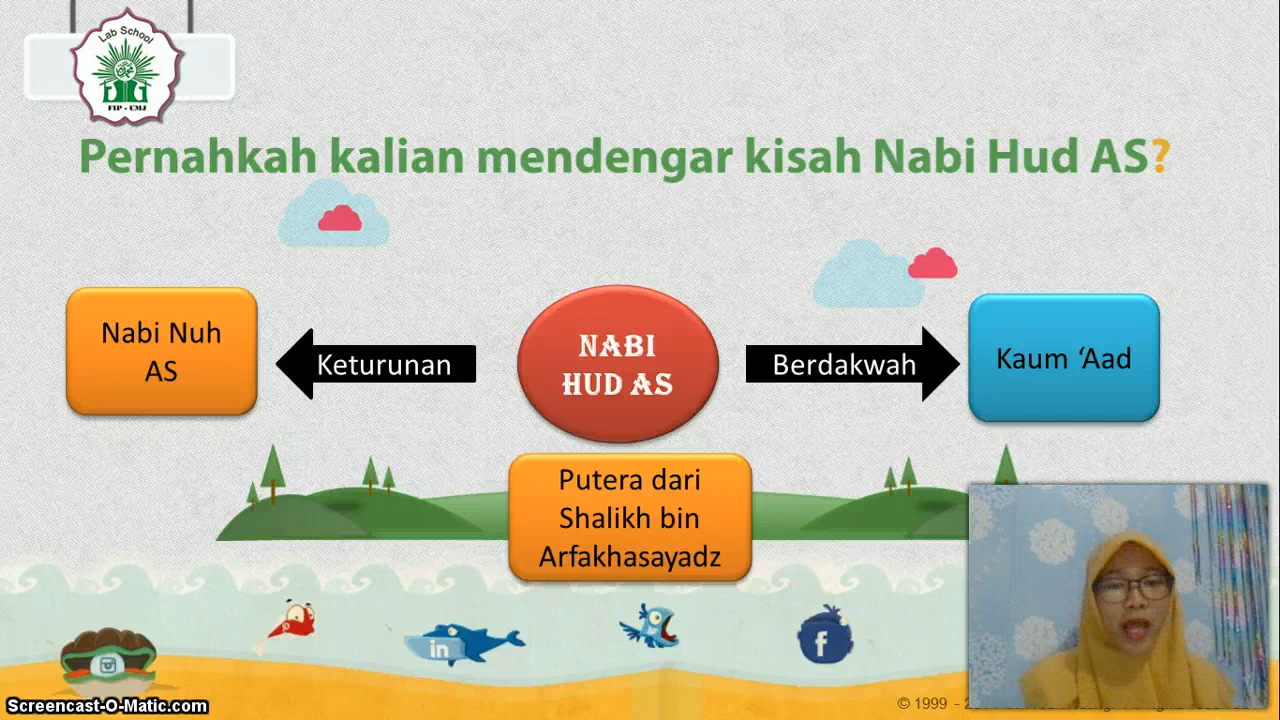 Lab School
FIP - UMJ
Pernahkah kalian mendengar kisah Nabi Hud AS?
Nabi Nuh
AS
Keturunan
NABI
HUD AS
Berdakwah
Kaum ‘Aad
Putera dari
Shalikh bin
Arfakhasayadz
in
f
© 1999 - 2
Screencast-O-Matic.com